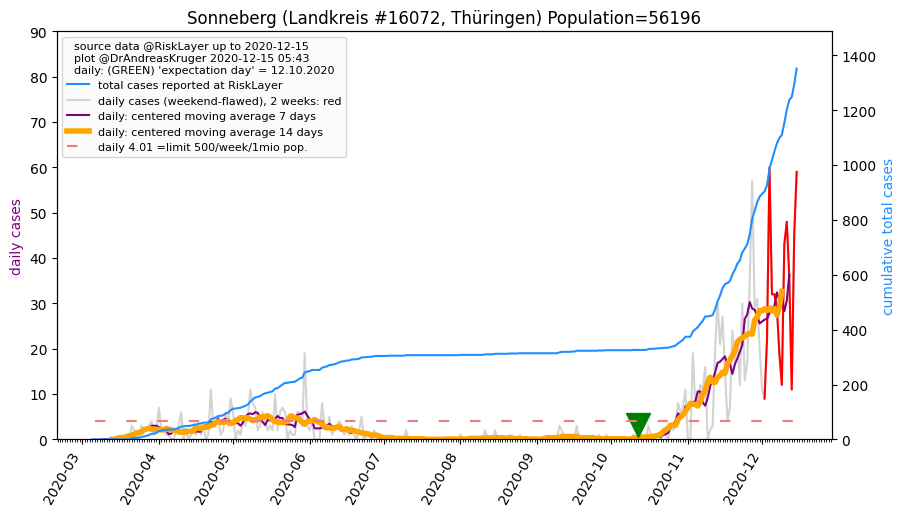 Sonneberg (Landkreis #16072, Thüringen) Population=56196
source data @RiskLayer up to 2020-12-15
plot @DrAndreasKruger 2020-12-15 05:43
daily: (GREEN) 'expectation day' = 12.10.2020
total cases reported at RiskLayer
daily cases (weekend-flawed), 2 weeks: red
daily: centered moving average 7 days
daily: centered moving average 14 days
daily 4.01 =limit 500/week/1mio pop.
daily cases
90
80
70
60
50
40
30
20
10
0
cumulative total cases
1400
1200
1000
800
600
400
200
0
2020-03
2020-04
2020-05
2020-06
2020-07
2020-08
2020-09
2020-10
2020-11
2020-12